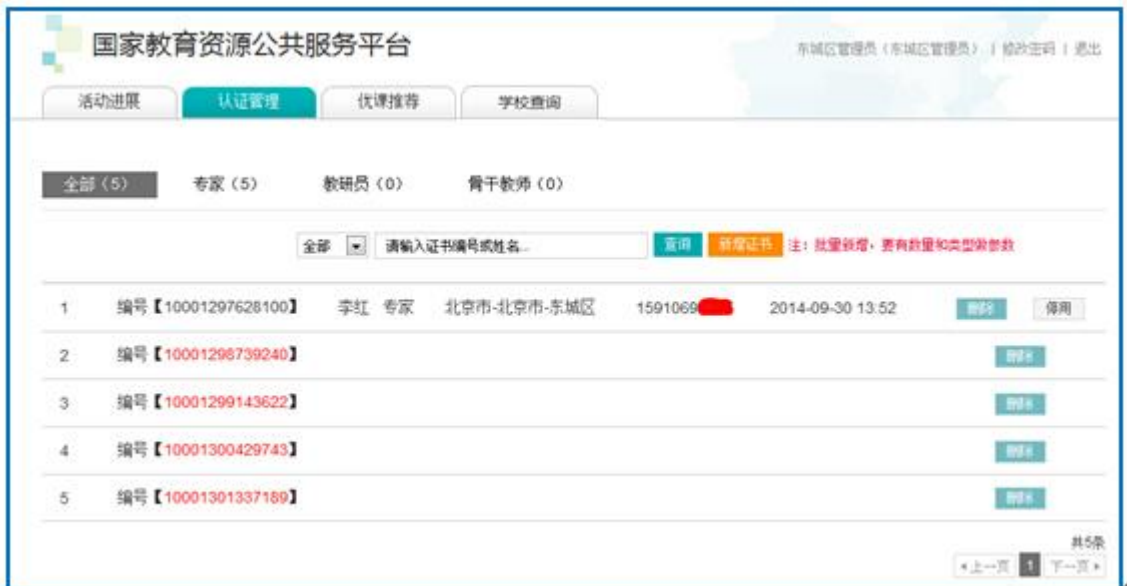 国家教育资源公共服务平台
东城区管理员（东城区管理员） | 修改密码 | 退出
活动进展 认证管理 优课推荐 学校查询
全部（5） 专家（5） 教研员（0） 骨干教师（0）
全部 请输入证书编号或姓名... 查询 新增证书 注：批量新增，要有数量和类型做参数
1 编号【10001297628100】 李红 专家 北京市-北京市-东城区 1591069 2014-09-30 13:52 删除 停用
2 编号【10001298739240】 删除
3 编号【10001299143622】 删除
4 编号【10001300429743】 删除
5 编号【10001301337189】 删除
共5条
上一页 1 下一页